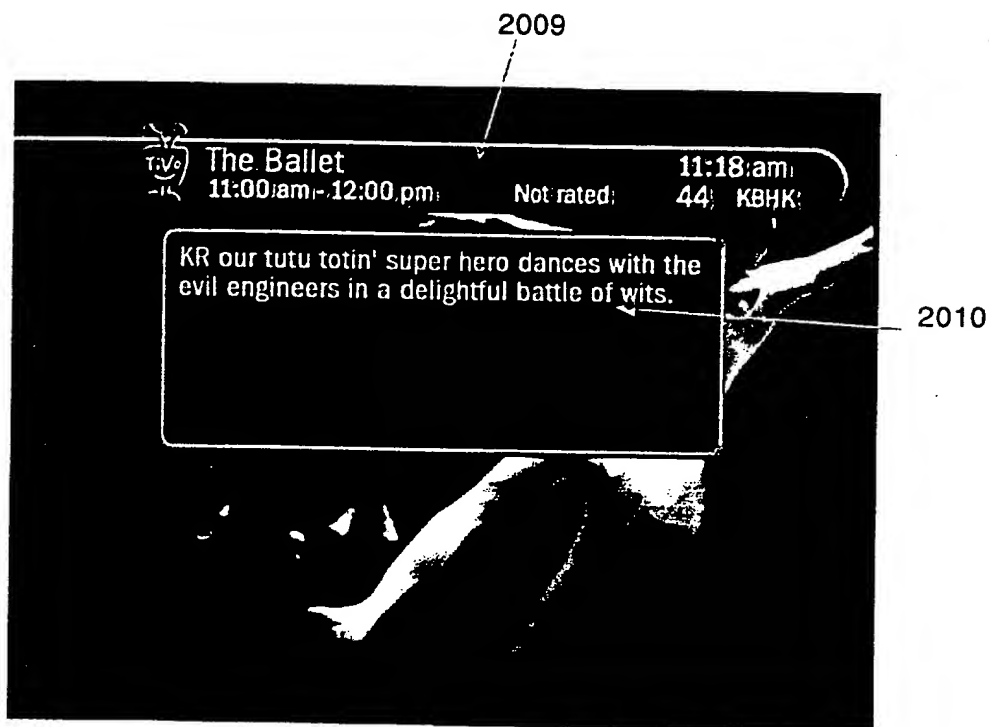 2009
TiVo The Ballet 11:18 am
11:00 am - 12:00 pm Not rated 44 KBHK
KR our tutu totin' super hero dances with the
evil engineers in a delightful battle of wits.
2010